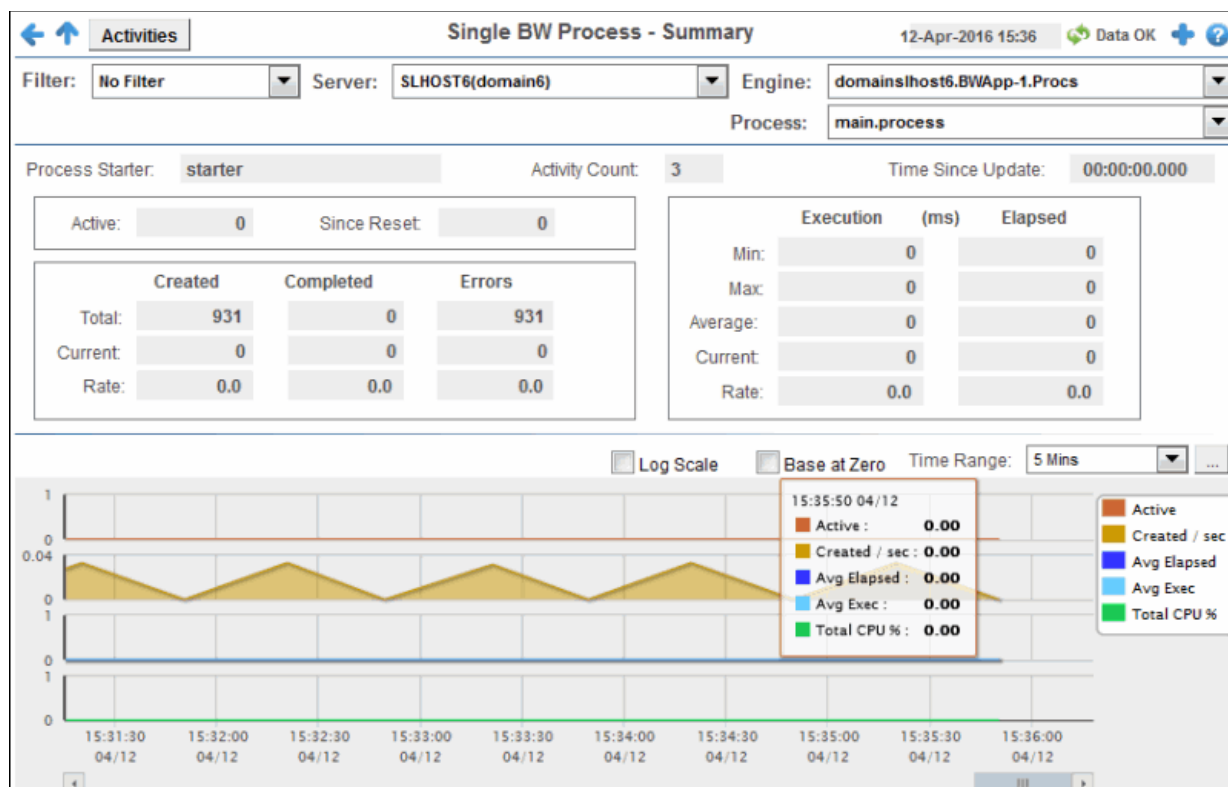 Activities Single BW Process - Summary 12-Apr-2016 15:36 Data OK
Filter: No Filter Server: SLHOST6(domain6) Engine: domainslhost6.BWApp-1.Procs
Process: main.process
Process Starter: starter Activity Count: 3 Time Since Update: 00:00:00.000
Active: 0 Since Reset: 0
Created Completed Errors
Total: 931 0 931
Current: 0 0 0
Rate: 0.0 0.0 0.0
Execution (ms) Elapsed
Min: 0 0
Max: 0 0
Average: 0 0
Current: 0 0
Rate: 0.0 0.0
Log Scale Base at Zero Time Range: 5 Mins ...
1
0
0.04
0
1
0
1
0
15:35:50 04/12
Active : 0.00
Created / sec : 0.00
Avg Elapsed : 0.00
Avg Exec : 0.00
Total CPU % : 0.00
Active
Created / sec
Avg Elapsed
Avg Exec
Total CPU %
15:31:30 15:32:00 15:32:30 15:33:00 15:33:30 15:34:00 15:34:30 15:35:00 15:35:30 15:36:00
04/12 04/12 04/12 04/12 04/12 04/12 04/12 04/12 04/12 04/12